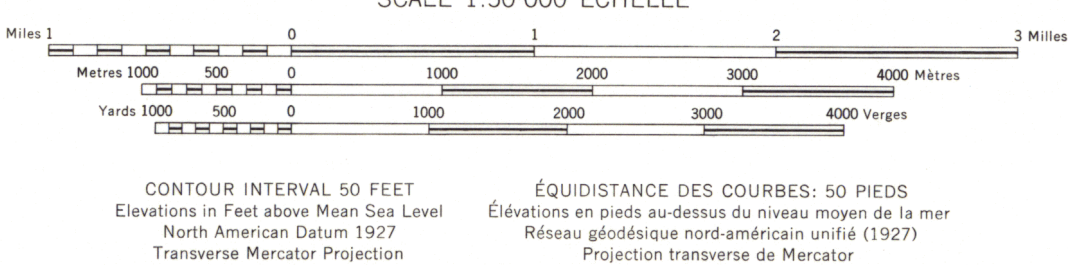 SCALE 1:50 000 ÉCHELLE
Miles 1 0 1 2 3 Milles
Metres 1000 500 0 1000 2000 3000 4000 Mètres
Yards 1000 500 0 1000 2000 3000 4000 Verges
CONTOUR INTERVAL 50 FEET
Elevations in Feet above Mean Sea Level
North American Datum 1927
Transverse Mercator Projection
ÉQUIDISTANCE DES COURBES: 50 PIEDS
Élévations en pieds au-dessus du niveau moyen de la mer
Réseau géodésique nord-américain unifié (1927)
Projection transverse de Mercator